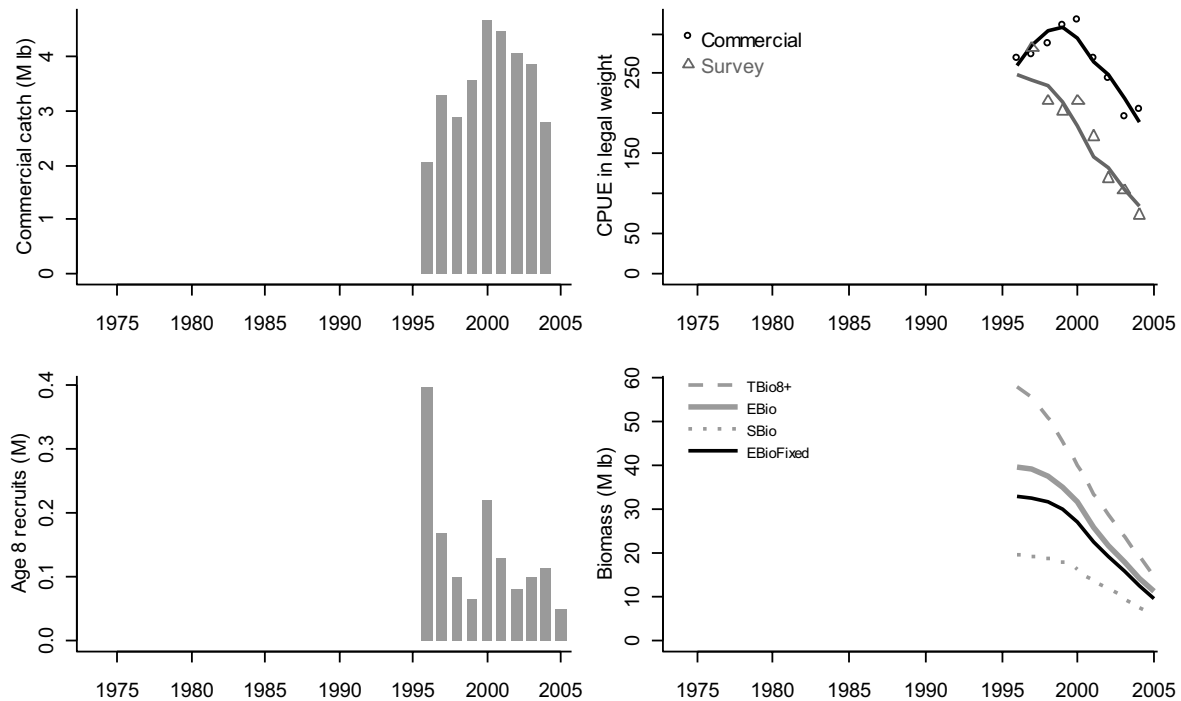 Commercial catch (M lb)
0 1 2 3 4
1975 1980 1985 1990 1995 2000 2005
CPUE in legal weight
0 50 150 250
Commercial
Survey
1975 1980 1985 1990 1995 2000 2005
Age 8 recruits (M)
0.0 0.1 0.2 0.3 0.4
1975 1980 1985 1990 1995 2000 2005
Biomass (M lb)
0 10 20 30 40 50 60
TBio8+
EBio
SBio
EBioFixed
1975 1980 1985 1990 1995 2000 2005